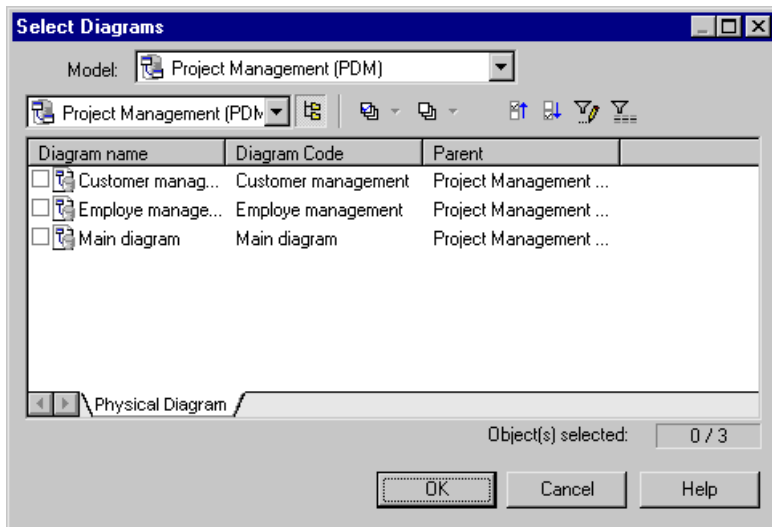 Select Diagrams
Model: Project Management (PDM)
Project Management (PDM
Diagram name Diagram Code Parent
Customer manag... Customer management Project Management ...
Employe manage... Employe management Project Management ...
Main diagram Main diagram Project Management ...
Physical Diagram
Object(s) selected: 0 / 3
OK Cancel Help